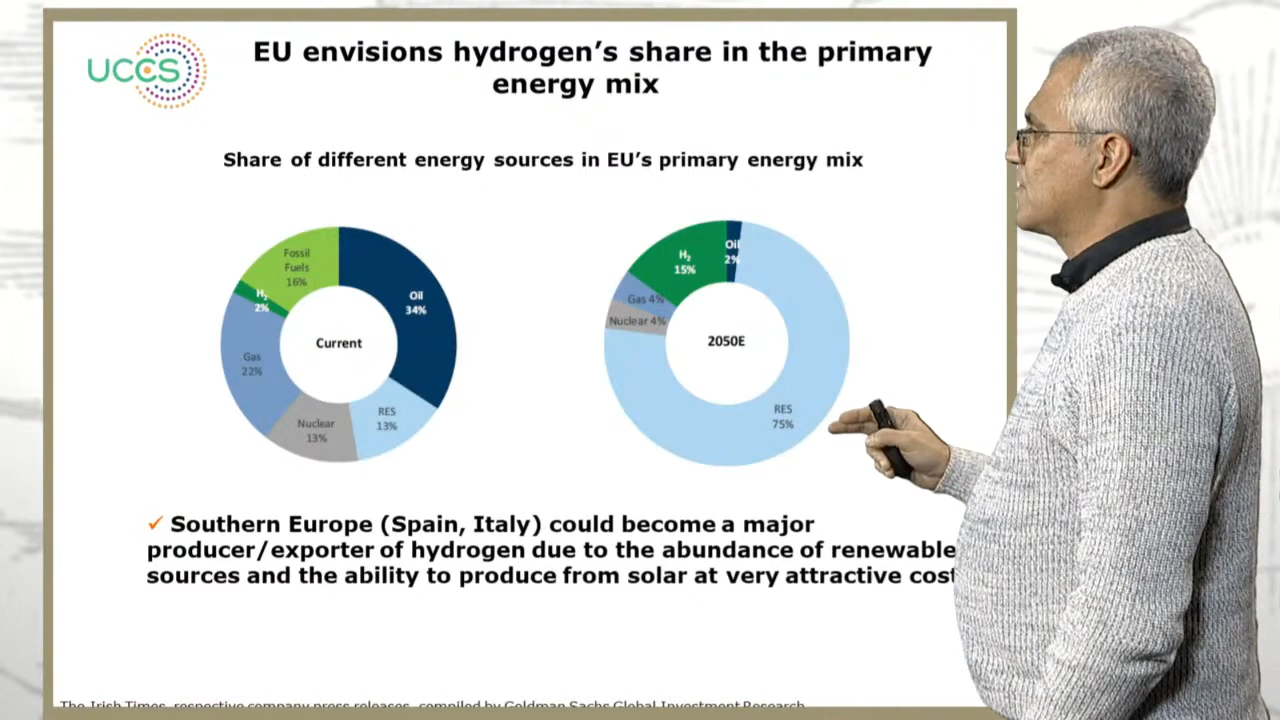 UCCS
EU envisions hydrogen's share in the primary
energy mix
Share of different energy sources in EU's primary energy mix
Fossil
Fuels
16%
H₂
2%
Oil
34%
Gas
22%
Current
RES
13%
Nuclear
13%
Oil
2%
H₂
15%
Gas 4%
Nuclear 4%
2050E
RES
75%
✓ Southern Europe (Spain, Italy) could become a major
producer/exporter of hydrogen due to the abundance of renewable
sources and the ability to produce from solar at very attractive cost
The Irish Times, respective company press releases, compiled by Goldman Sachs Global Investment Research